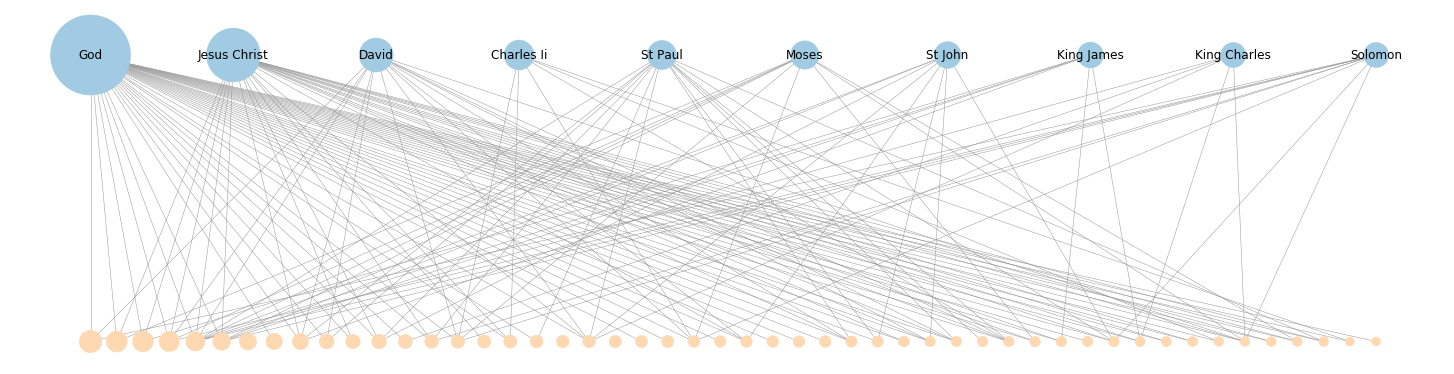 God
Jesus Christ
David
Charles Ii
St Paul
Moses
St John
King James
King Charles
Solomon